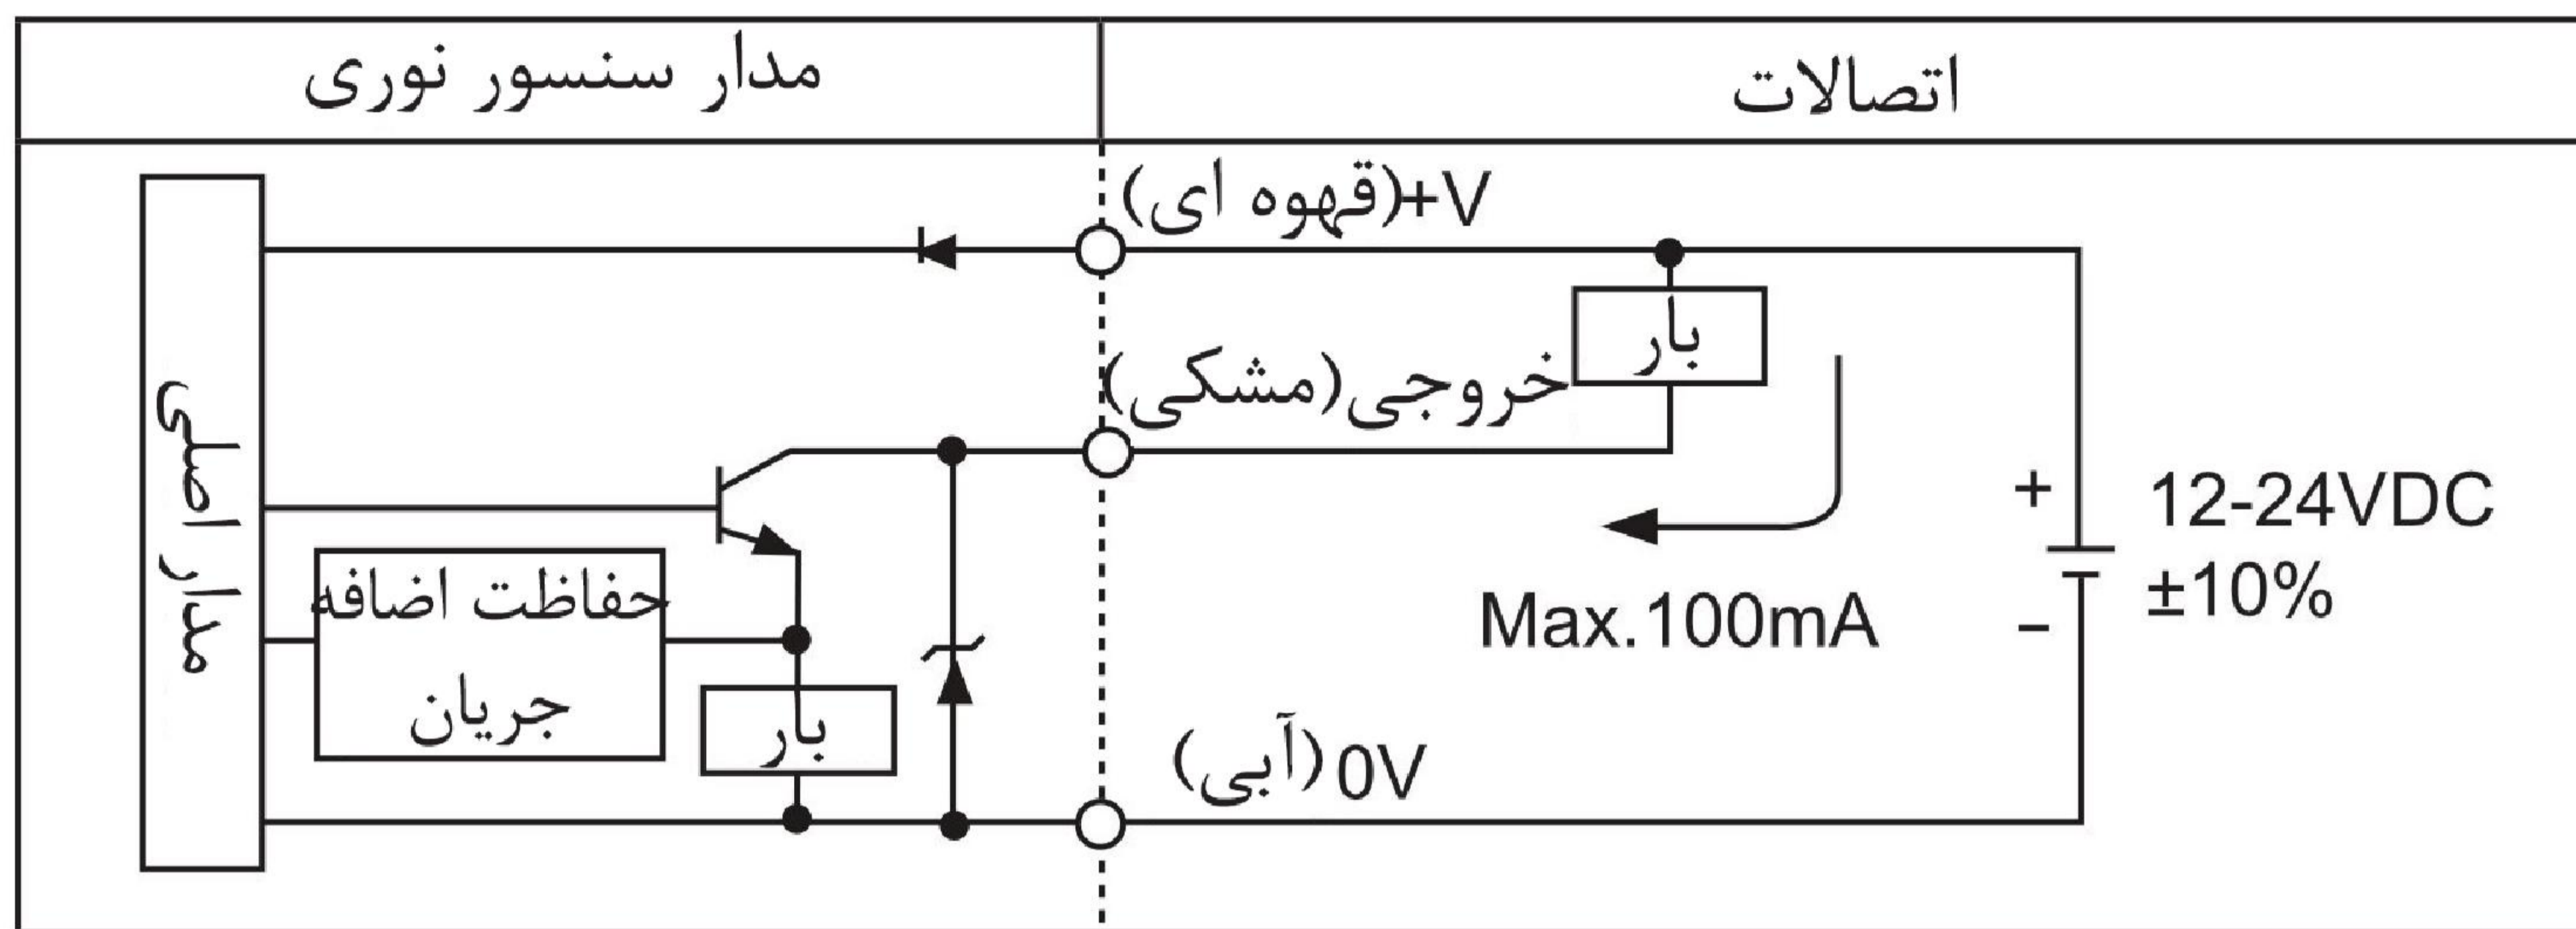 مدار سنسور نوری
اتصالات
(قهوه ای)+V
بار
خروجی(مشکی)
مدار اصلی
حفاظت اضافه
جریان
بار
Max.100mA
+
12-24VDC
±10%
−
(آبی)0V